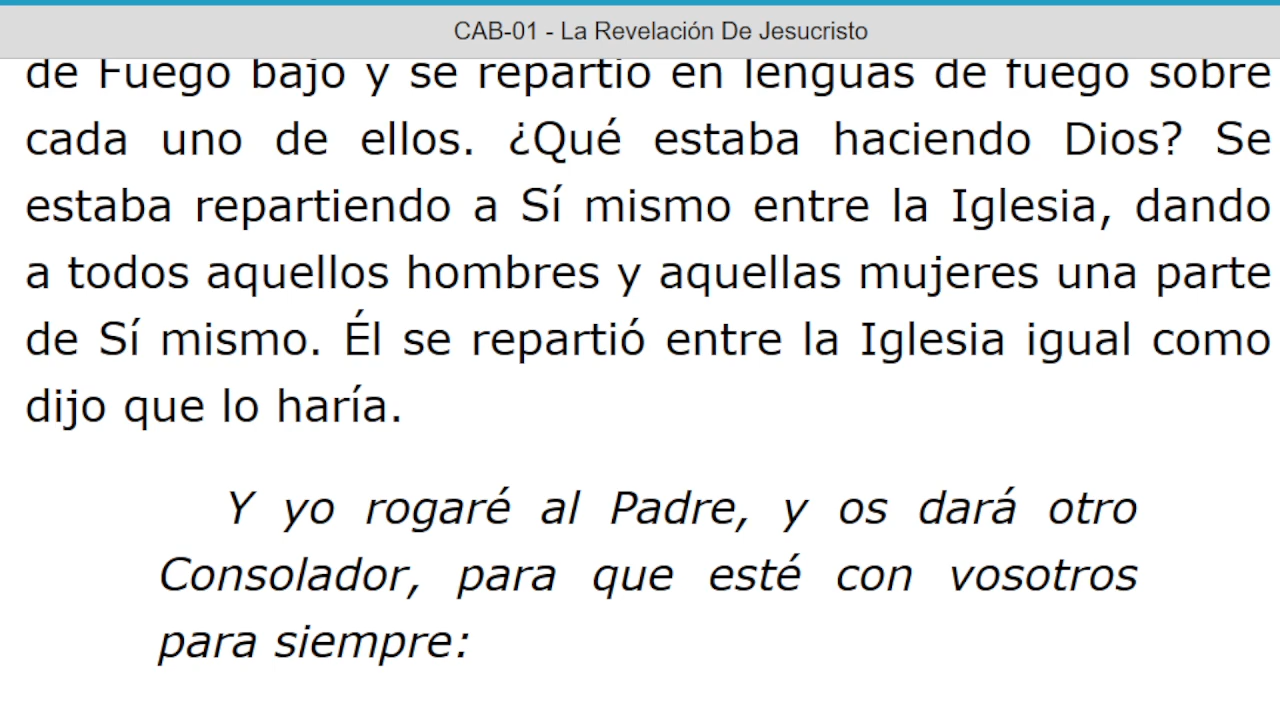 CAB-01 - La Revelación De Jesucristo
de Fuego bajó y se repartió en lenguas de fuego sobre
cada uno de ellos. ¿Qué estaba haciendo Dios? Se
estaba repartiendo a Sí mismo entre la Iglesia, dando
a todos aquellos hombres y aquellas mujeres una parte
de Sí mismo. Él se repartió entre la Iglesia igual como
dijo que lo haría.
Y yo rogaré al Padre, y os dará otro
Consolador, para que esté con vosotros
para siempre: